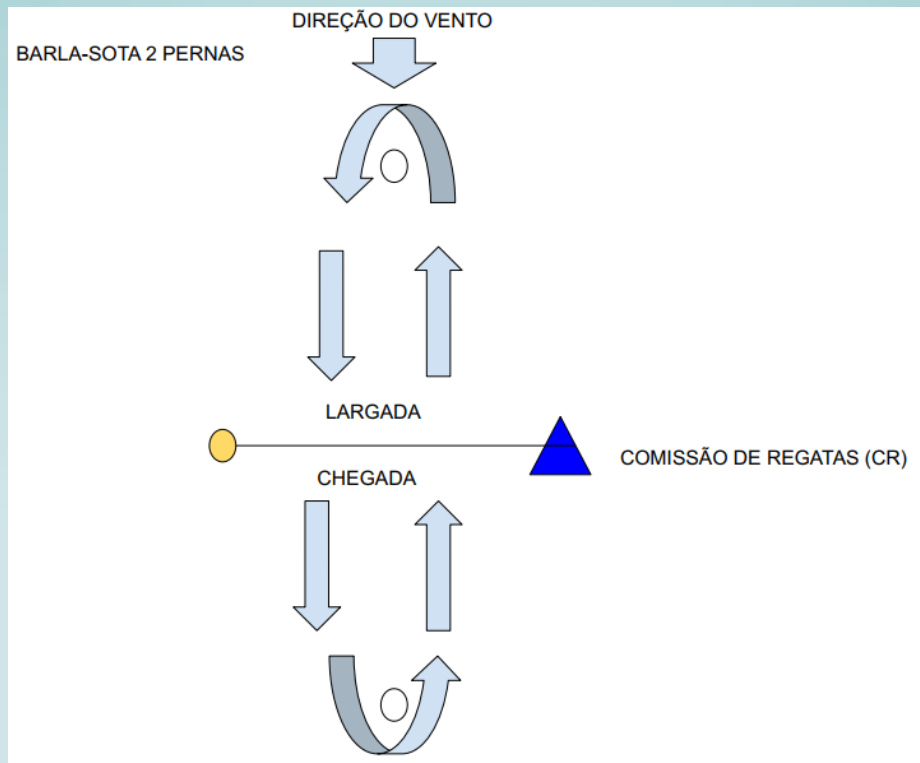 DIREÇÃO DO VENTO
BARLA-SOTA 2 PERNAS
LARGADA
CHEGADA
COMISSÃO DE REGATAS (CR)